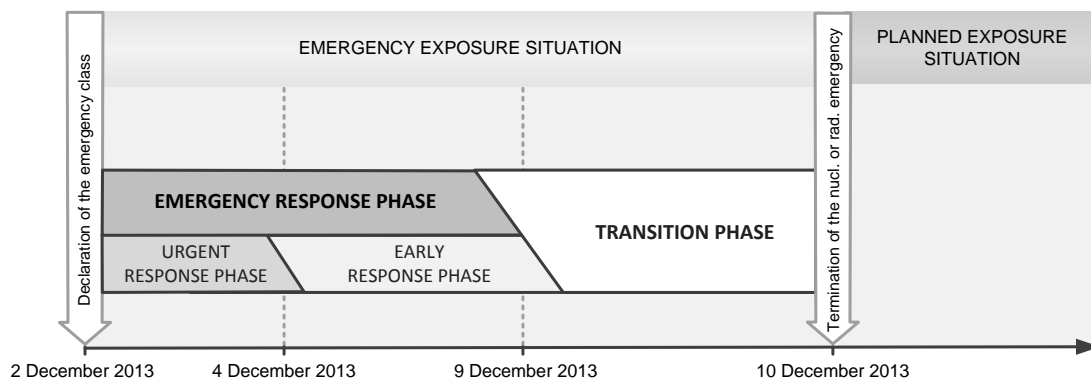 EMERGENCY EXPOSURE SITUATION
PLANNED EXPOSURE
SITUATION
Declaration of the emergency class
Termination of the nucl. or rad. emergency
EMERGENCY RESPONSE PHASE
TRANSITION PHASE
URGENT
RESPONSE PHASE
EARLY
RESPONSE PHASE
2 December 2013
4 December 2013
9 December 2013
10 December 2013